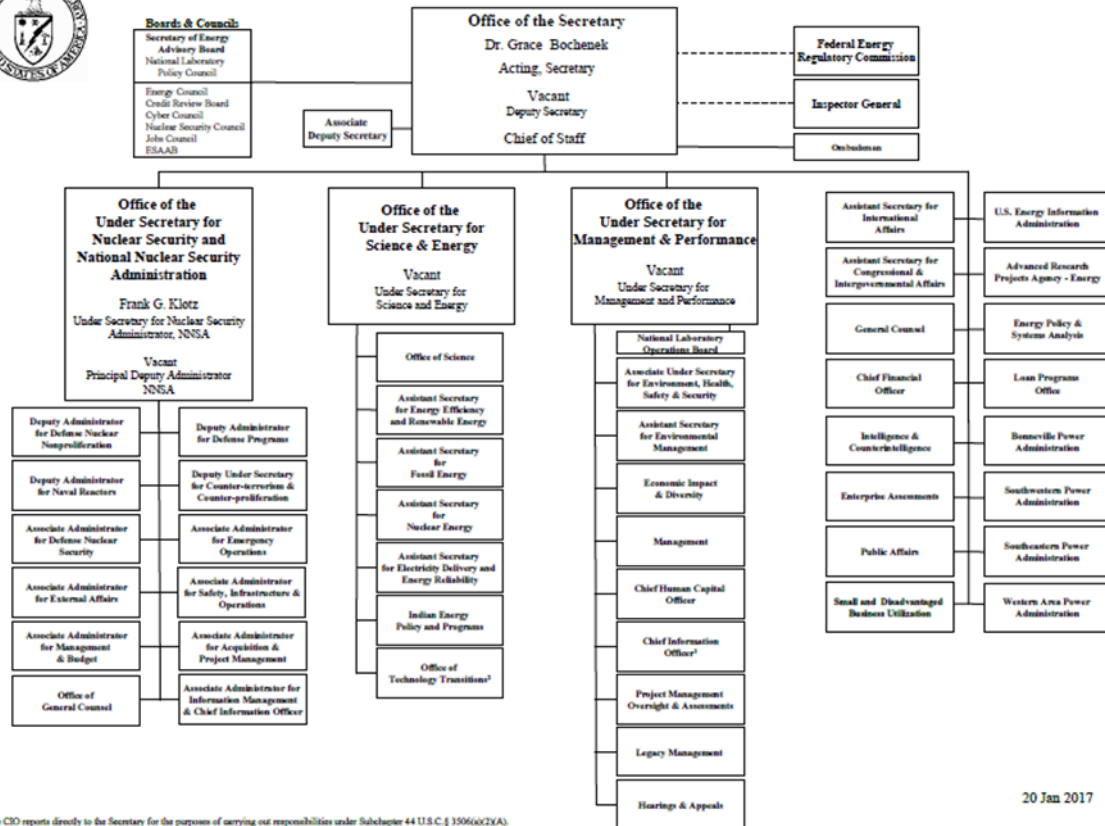 STATES OF AMERICA
Boards & Councils
Secretary of Energy
Advisory Board
National Laboratory
Policy Council
Energy Council
Credit Review Board
Cyber Council
Nuclear Security Council
Jobs Council
ESAAB
Office of the Secretary
Dr. Grace Bochenek
Acting, Secretary
Vacant
Deputy Secretary
Chief of Staff
Associate
Deputy Secretary
Federal Energy
Regulatory Commission
Inspector General
Ombudsman
Office of the
Under Secretary for
Nuclear Security and
National Nuclear Security
Administration
Frank G. Klotz
Under Secretary for Nuclear Security
Administrator, NNSA
Vacant
Principal Deputy Administrator
NNSA
Deputy Administrator
for Defense Nuclear
Nonproliferation
Deputy Administrator
for Defense Programs
Deputy Administrator
for Naval Reactors
Deputy Under Secretary
for Counter-terrorism &
Counter-proliferation
Associate Administrator
for Defense Nuclear
Security
Associate Administrator
for Emergency
Operations
Associate Administrator
for External Affairs
Associate Administrator
for Safety, Infrastructure &
Operations
Associate Administrator
for Management
& Budget
Associate Administrator
for Acquisition &
Project Management
Office of
General Counsel
Associate Administrator for
Information Management
& Chief Information Officer
Office of the
Under Secretary for
Science & Energy
Vacant
Under Secretary for
Science and Energy
Office of Science
Assistant Secretary
for Energy Efficiency
and Renewable Energy
Assistant Secretary
for
Fossil Energy
Assistant Secretary
for
Nuclear Energy
Assistant Secretary
for Electricity Delivery and
Energy Reliability
Indian Energy
Policy and Programs
Office of
Technology Transitions²
Office of the
Under Secretary for
Management & Performance
Vacant
Under Secretary for
Management and Performance
National Laboratory
Operations Board
Associate Under Secretary
for Environment, Health,
Safety & Security
Assistant Secretary
for Environmental
Management
Economic Impact
& Diversity
Management
Chief Human Capital
Officer
Chief Information
Officer¹
Project Management
Oversight & Assessments
Legacy Management
Hearings & Appeals
Assistant Secretary for
International
Affairs
U.S. Energy Information
Administration
Assistant Secretary for
Congressional &
Intergovernmental Affairs
Advanced Research
Projects Agency - Energy
General Counsel
Energy Policy &
Systems Analysis
Chief Financial
Officer
Loan Programs
Office
Intelligence &
Counterintelligence
Bonneville Power
Administration
Enterprise Assessments
Southwestern Power
Administration
Public Affairs
Southeastern Power
Administration
Small and Disadvantaged
Business Utilization
Western Area Power
Administration
20 Jan 2017
CIO reports directly to the Secretary for the purposes of carrying out responsibilities under Subchapter 44 U.S.C.§ 3506(a)(2)(A).